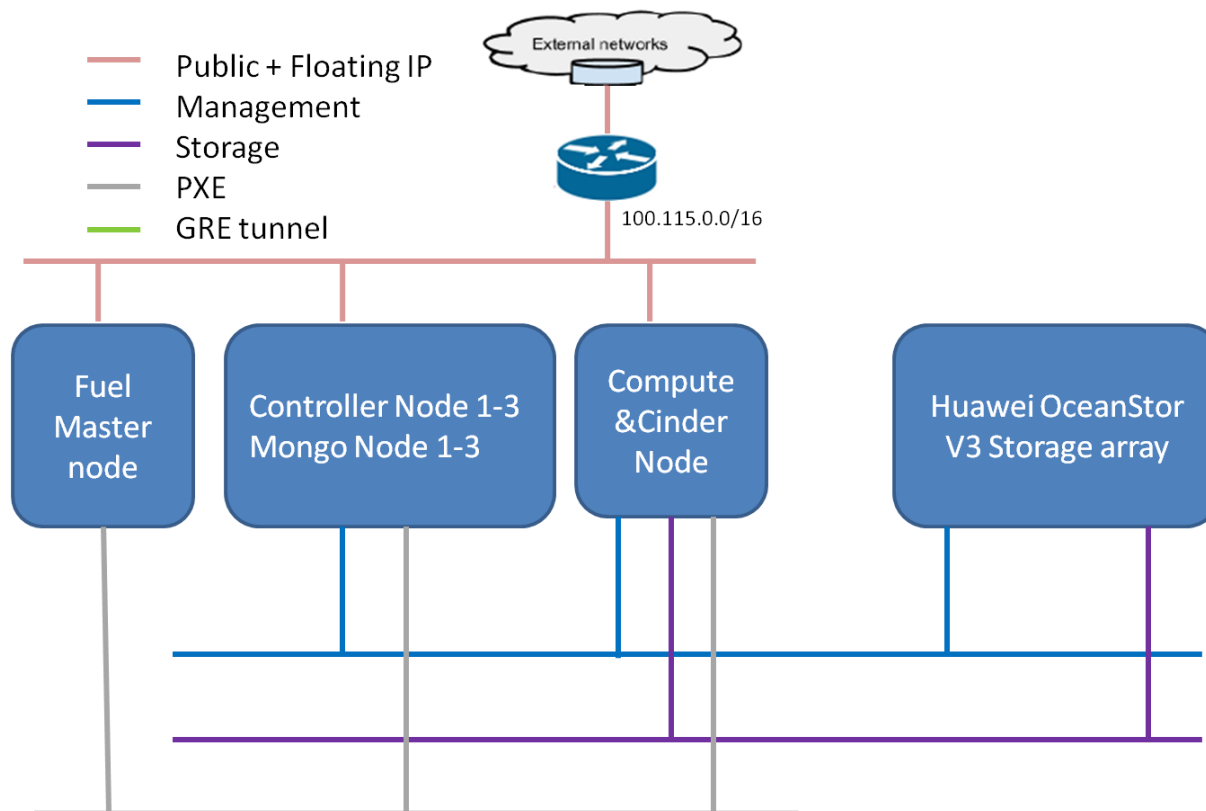 External networks
Public + Floating IP
Management
Storage
PXE
GRE tunnel
100.115.0.0/16
Fuel
Master
node
Controller Node 1-3
Mongo Node 1-3
Compute
&Cinder
Node
Huawei OceanStor
V3 Storage array